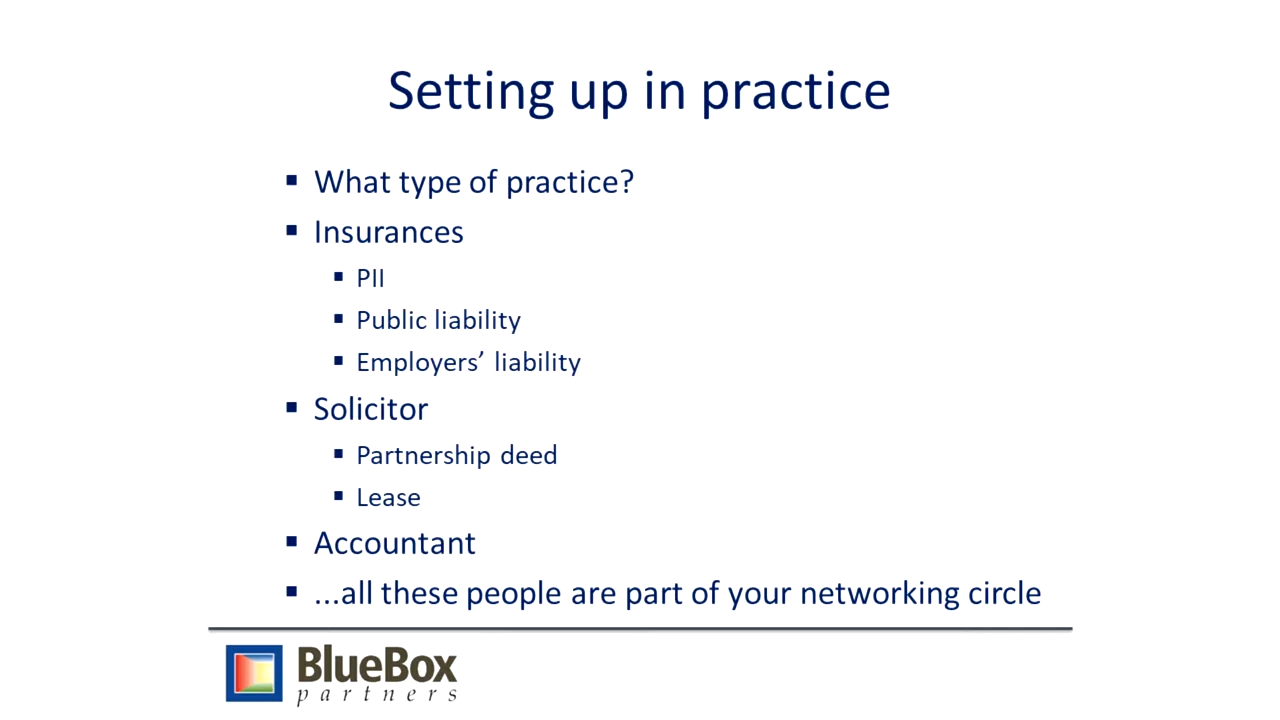 Setting up in practice
What type of practice?
Insurances
PII
Public liability
Employers’ liability
Solicitor
Partnership deed
Lease
Accountant
...all these people are part of your networking circle
BlueBox
partners